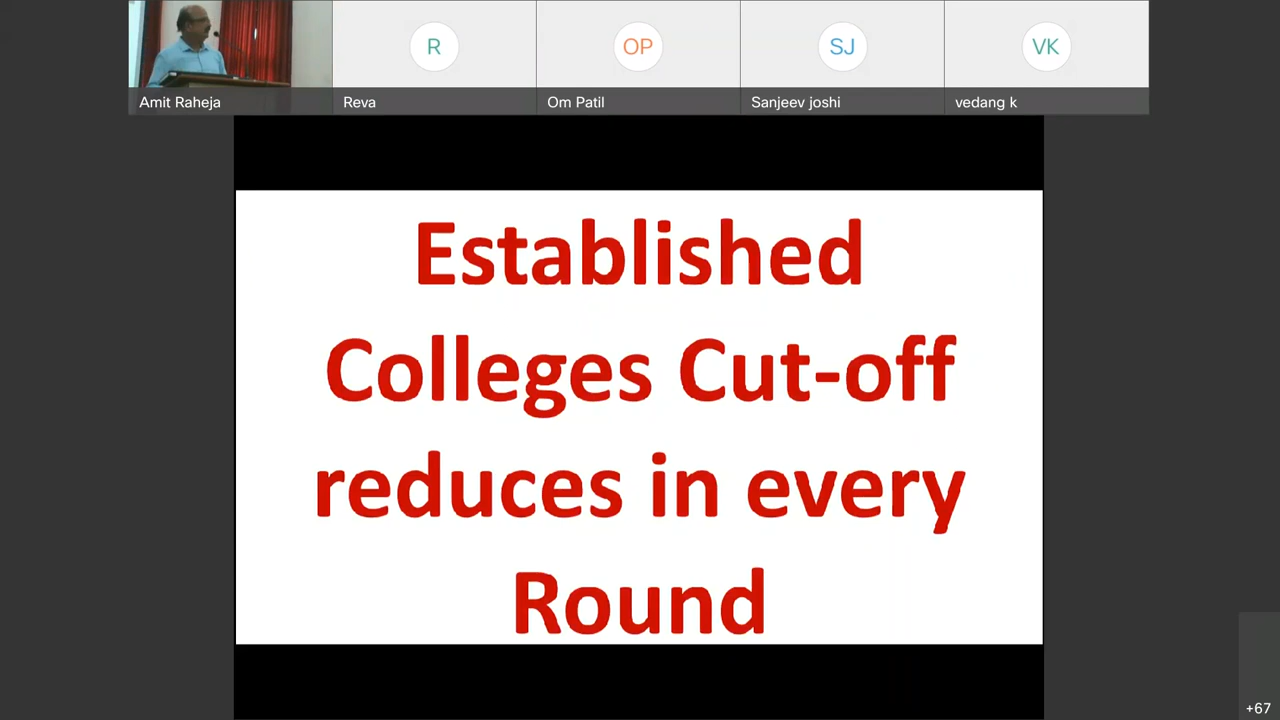 R
OP
SJ
VK
Amit Raheja
Reva
Om Patil
Sanjeev joshi
vedang k
Established
Colleges Cut-off
reduces in every
Round
+67